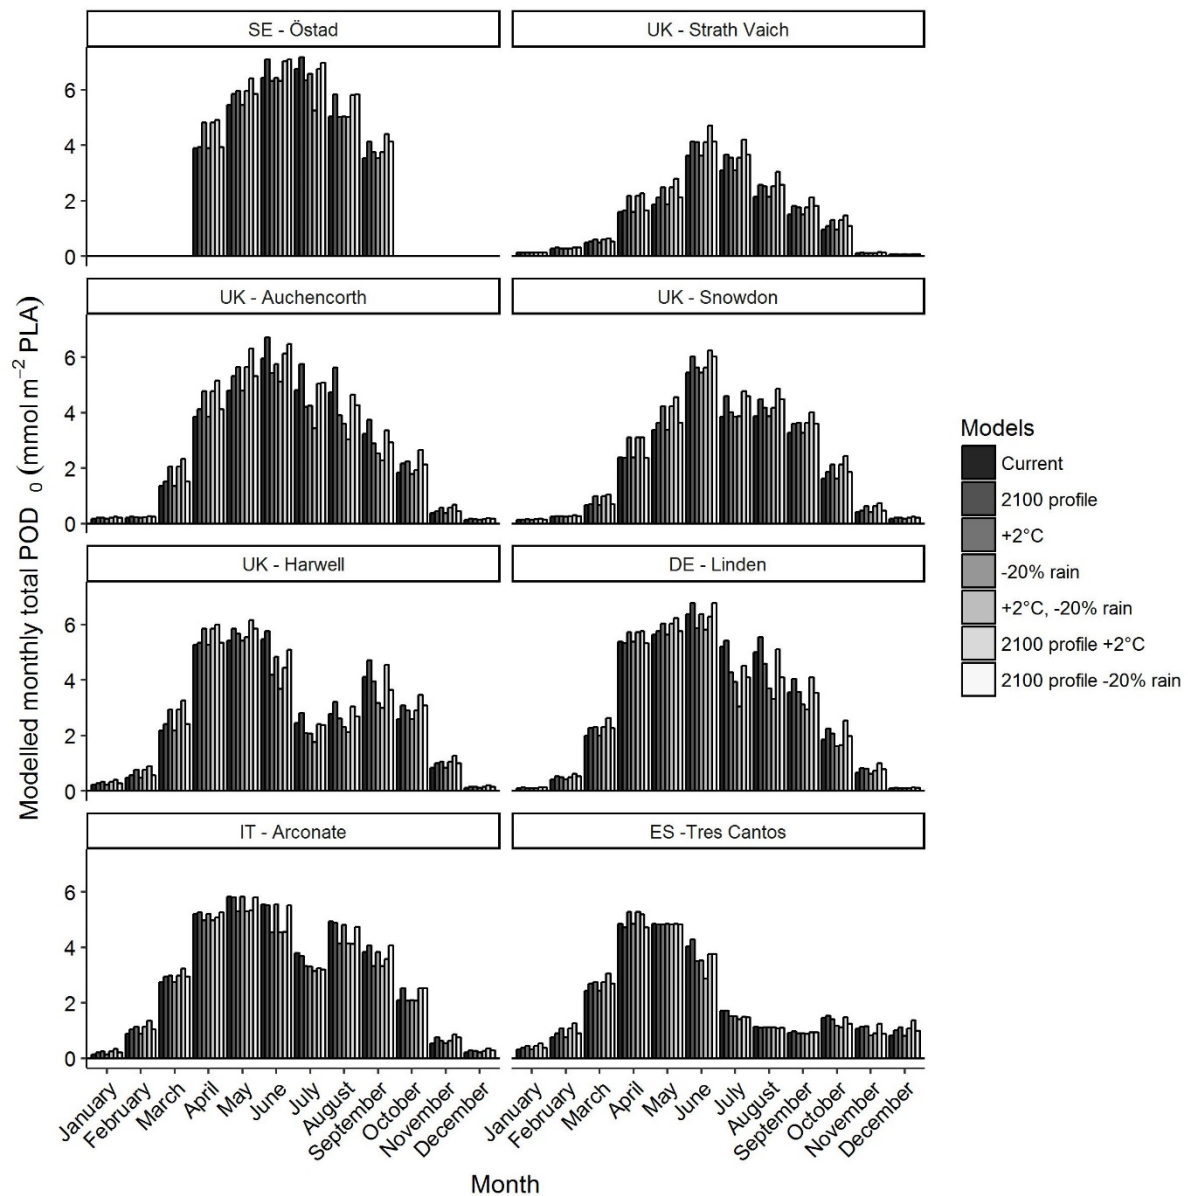 SE - Östad
UK - Strath Vaich
6
4
2
0
UK - Auchencorth
UK - Snowdon
6
4
2
0
UK - Harwell
DE - Linden
6
4
2
0
IT - Arconate
ES -Tres Cantos
6
4
2
0
Modelled monthly total POD 0 (mmol m−2 PLA)
January
February
March
April
May
June
July
August
September
October
November
December
January
February
March
April
May
June
July
August
September
October
November
December
Month
Models
Current
2100 profile
+2°C
-20% rain
+2°C, -20% rain
2100 profile +2°C
2100 profile -20% rain